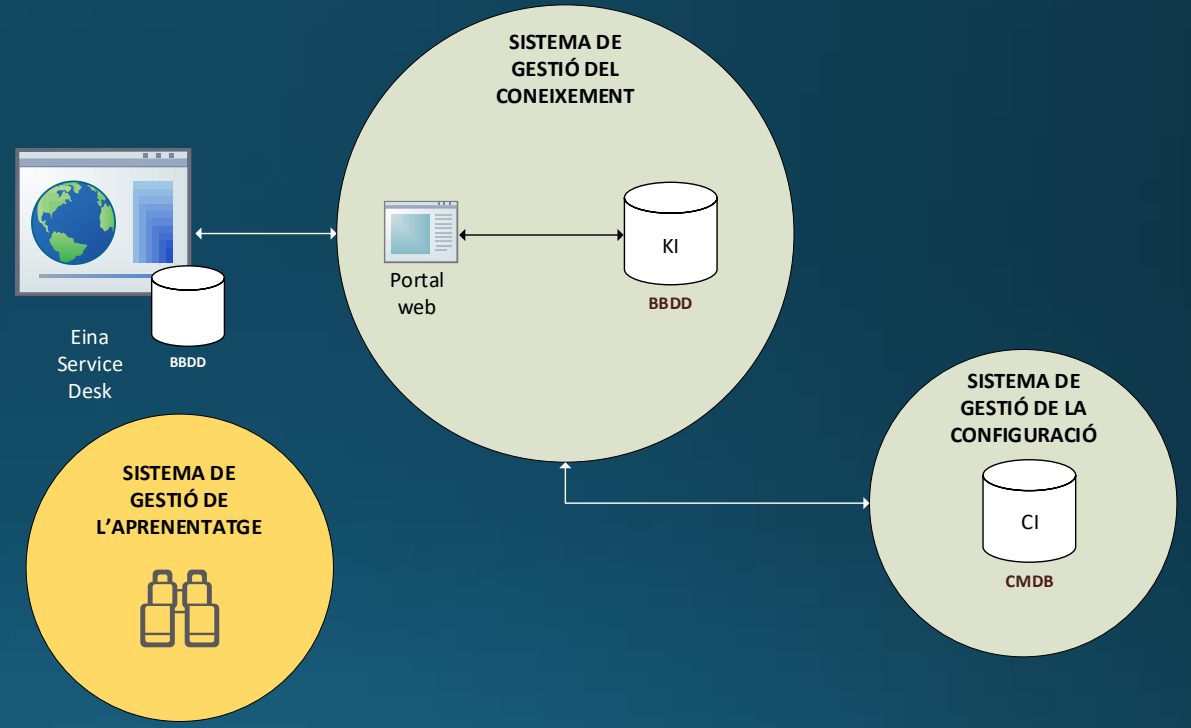 SISTEMA DE
GESTIÓ DEL
CONEIXEMENT
Portal
web
KI
BBDD
Eina
Service
Desk
BBDD
SISTEMA DE
GESTIÓ DE LA
CONFIGURACIÓ
CI
CMDB
SISTEMA DE
GESTIÓ DE
L'APRENENTATGE